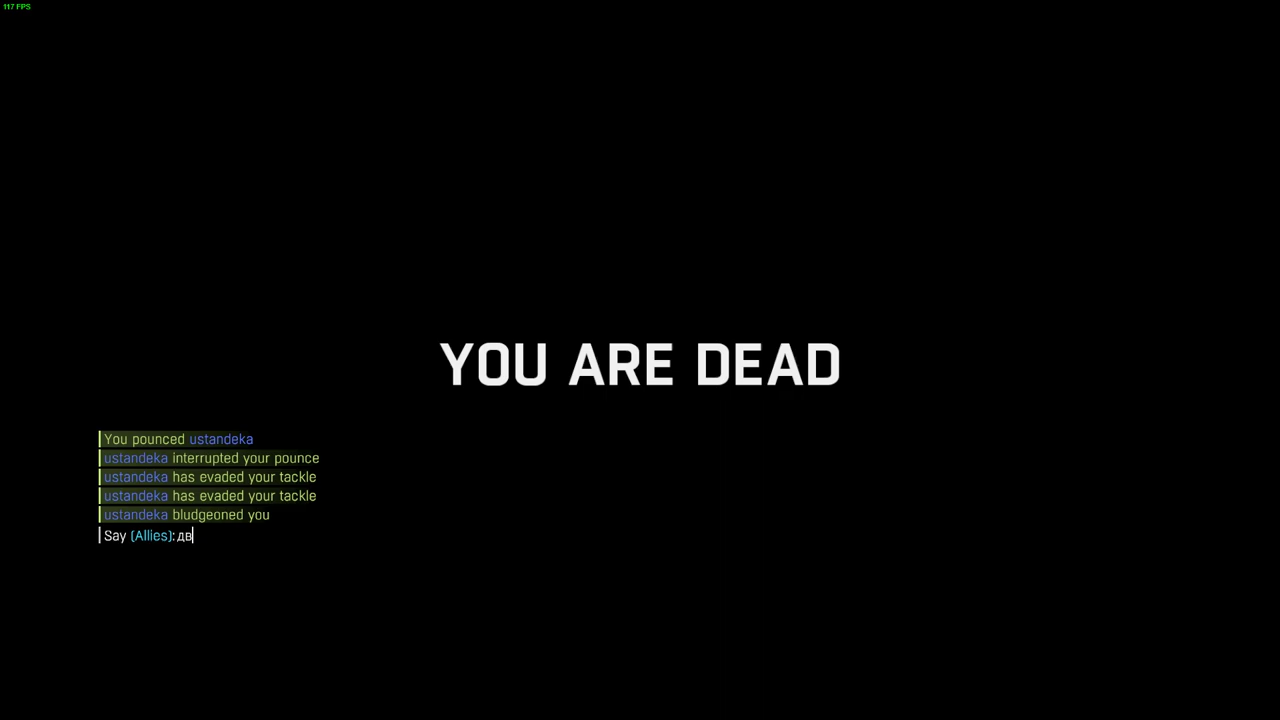 117 FPS
YOU ARE DEAD
You pounced ustandeka
ustandeka interrupted your pounce
ustandeka has evaded your tackle
ustandeka has evaded your tackle
ustandeka bludgeoned you
Say (Allies): дв